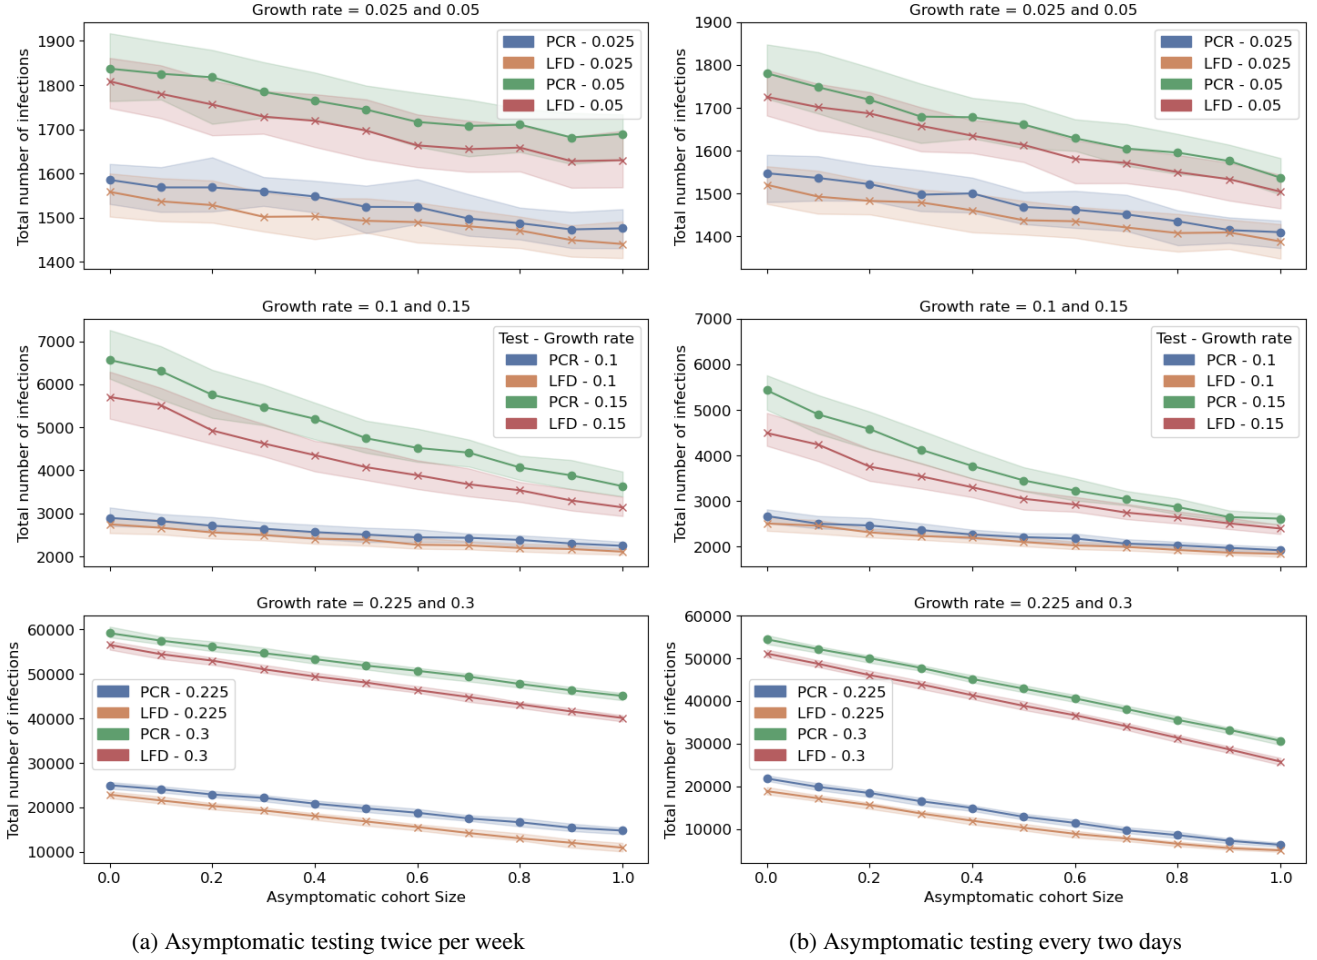 Growth rate = 0.025 and 0.05
Total number of infections
1900
1800
1700
1600
1500
1400
PCR - 0.025
LFD - 0.025
PCR - 0.05
LFD - 0.05
Growth rate = 0.1 and 0.15
Total number of infections
7000
6000
5000
4000
3000
2000
Test - Growth rate
PCR - 0.1
LFD - 0.1
PCR - 0.15
LFD - 0.15
Growth rate = 0.225 and 0.3
Total number of infections
60000
50000
40000
30000
20000
10000
PCR - 0.225
LFD - 0.225
PCR - 0.3
LFD - 0.3
0.0 0.2 0.4 0.6 0.8 1.0
Asymptomatic cohort Size
(a) Asymptomatic testing twice per week
Growth rate = 0.025 and 0.05
Total number of infections
1900
1800
1700
1600
1500
1400
PCR - 0.025
LFD - 0.025
PCR - 0.05
LFD - 0.05
Growth rate = 0.1 and 0.15
Total number of infections
7000
6000
5000
4000
3000
2000
Test - Growth rate
PCR - 0.1
LFD - 0.1
PCR - 0.15
LFD - 0.15
Growth rate = 0.225 and 0.3
Total number of infections
60000
50000
40000
30000
20000
10000
PCR - 0.225
LFD - 0.225
PCR - 0.3
LFD - 0.3
0.0 0.2 0.4 0.6 0.8 1.0
Asymptomatic cohort Size
(b) Asymptomatic testing every two days